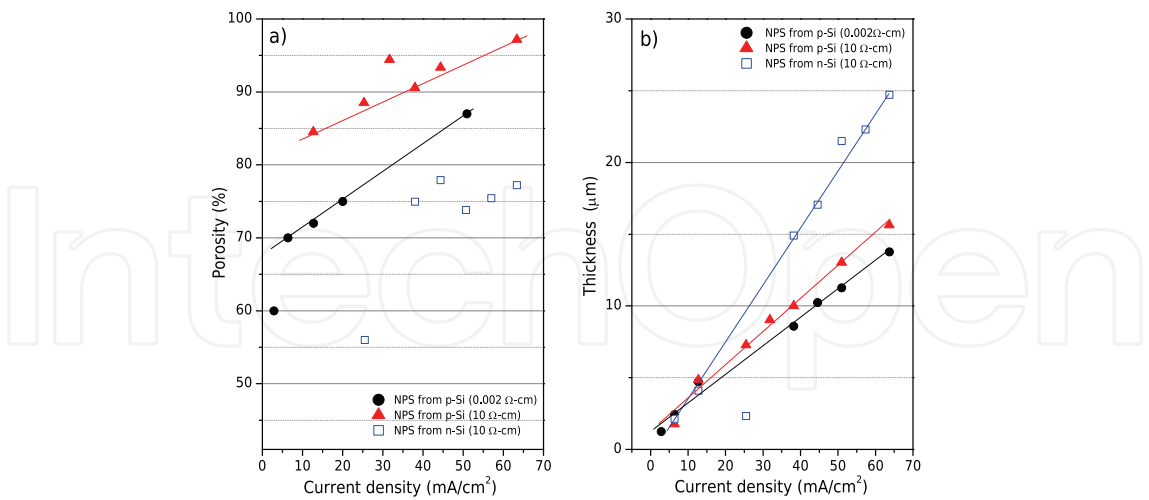 a)
100
90
80
70
60
50
Porosity (%)
0 10 20 30 40 50 60 70
Current density (mA/cm²)
NPS from p-Si (0.002 Ω-cm)
NPS from p-Si (10 Ω-cm)
NPS from n-Si (10 Ω-cm)
b)
NPS from p-Si (0.002Ω-cm)
NPS from p-Si (10 Ω-cm)
NPS from n-Si (10 Ω-cm)
30
20
10
0
Thickness (μm)
0 10 20 30 40 50 60 70
Current density (mA/cm²)
IntechOpen